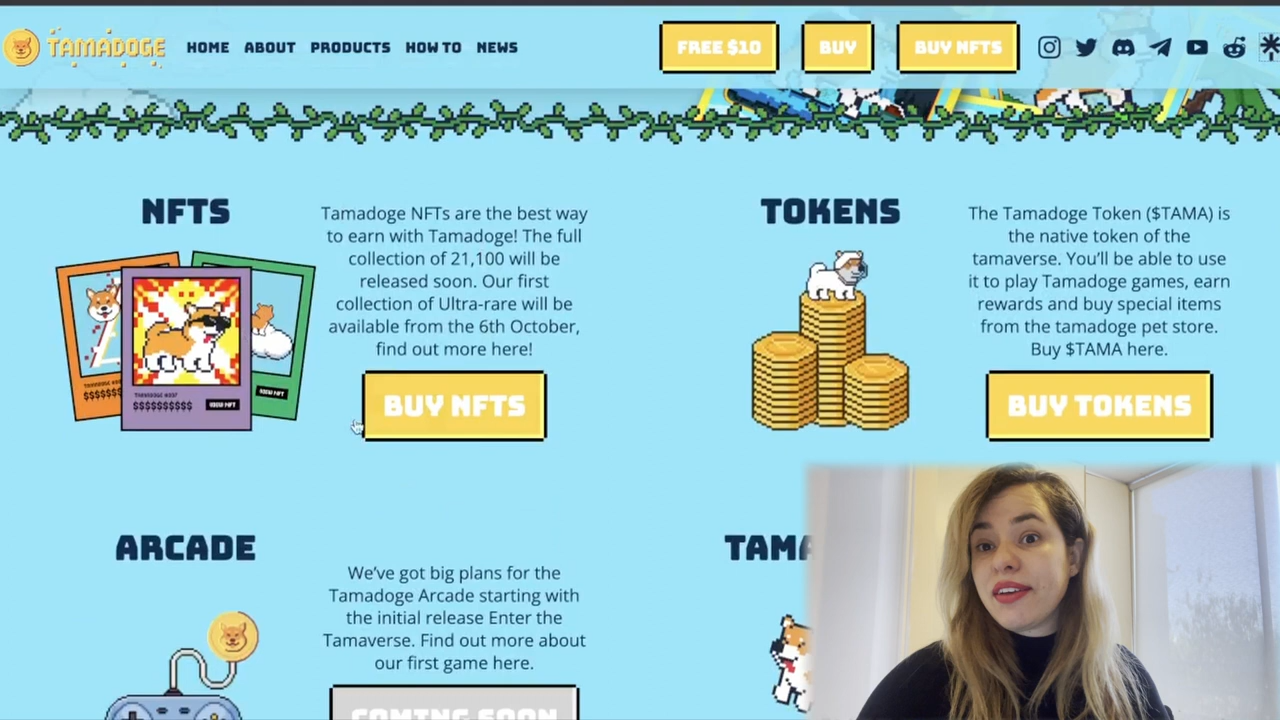 TAMADOGE
HOME ABOUT PRODUCTS HOW TO NEWS
FREE $10 BUY BUY NFTS
NFTS
Tamadoge NFTs are the best way
to earn with Tamadoge! The full
collection of 21,100 will be
released soon. Our first
collection of Ultra-rare will be
available from the 6th October,
find out more here!
BUY NFTS
$$$$$$$
$$$$$$$$$$
VIEW NFT
VIEW NFT
TOKENS
The Tamadoge Token ($TAMA) is
the native token of the
tamaverse. You'll be able to use
it to play Tamadoge games, earn
rewards and buy special items
from the tamadoge pet store.
Buy $TAMA here.
BUY TOKENS
ARCADE
We've got big plans for the
Tamadoge Arcade starting with
the initial release Enter the
Tamaverse. Find out more about
our first game here.
COMING SOON
TAMA